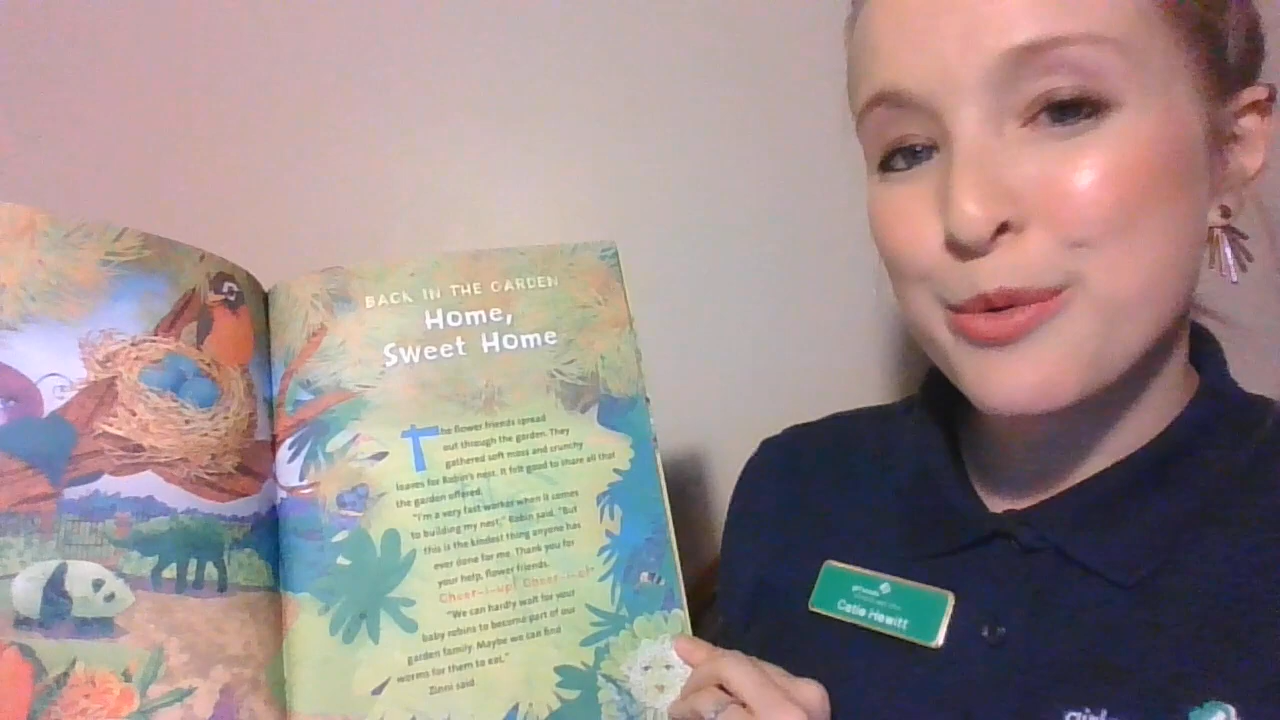 BACK IN THE GARDEN
Home,
Sweet Home
The flower friends spread
out through the garden. They
gathered soft moss and crunchy
leaves for Robin's nest. It felt good to share all that
the garden offered.
"I'm a very fast worker when it comes
to building my nest," Robin said. "But
this is the kindest thing anyone has
ever done for me. Thank you for
your help, flower friends.
Cheer-i-up! Cheer-i-o!"
"We can hardly wait for your
baby robins to become part of our
garden family. Maybe we can find
worms for them to eat,"
Zinni said.
girl scouts
Catie Hewitt
girl